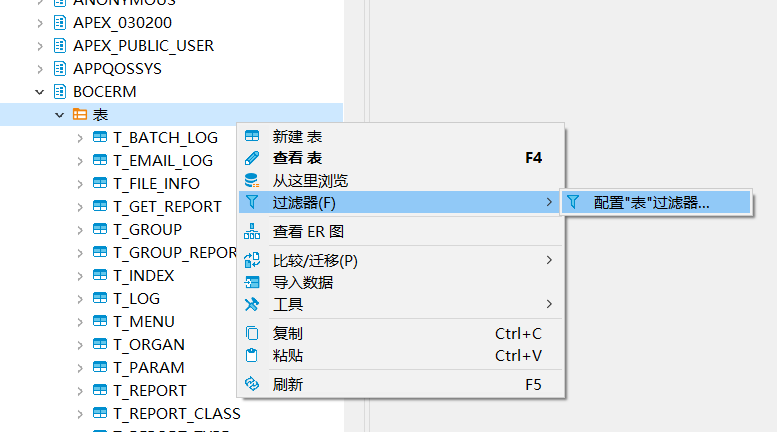 ANONYMOUS
APEX_030200
APEX_PUBLIC_USER
APPQOSSYS
BOCERM
表
T_BATCH_LOG
T_EMAIL_LOG
T_FILE_INFO
T_GET_REPORT
T_GROUP
T_GROUP_REPOR
T_INDEX
T_LOG
T_MENU
T_ORGAN
T_PARAM
T_REPORT
T_REPORT_CLASS
新建 表
查看 表 F4
从这里浏览
过滤器(F)
查看 ER 图
比较/迁移(P)
导入数据
工具
复制 Ctrl+C
粘贴 Ctrl+V
刷新 F5
配置"表"过滤器...